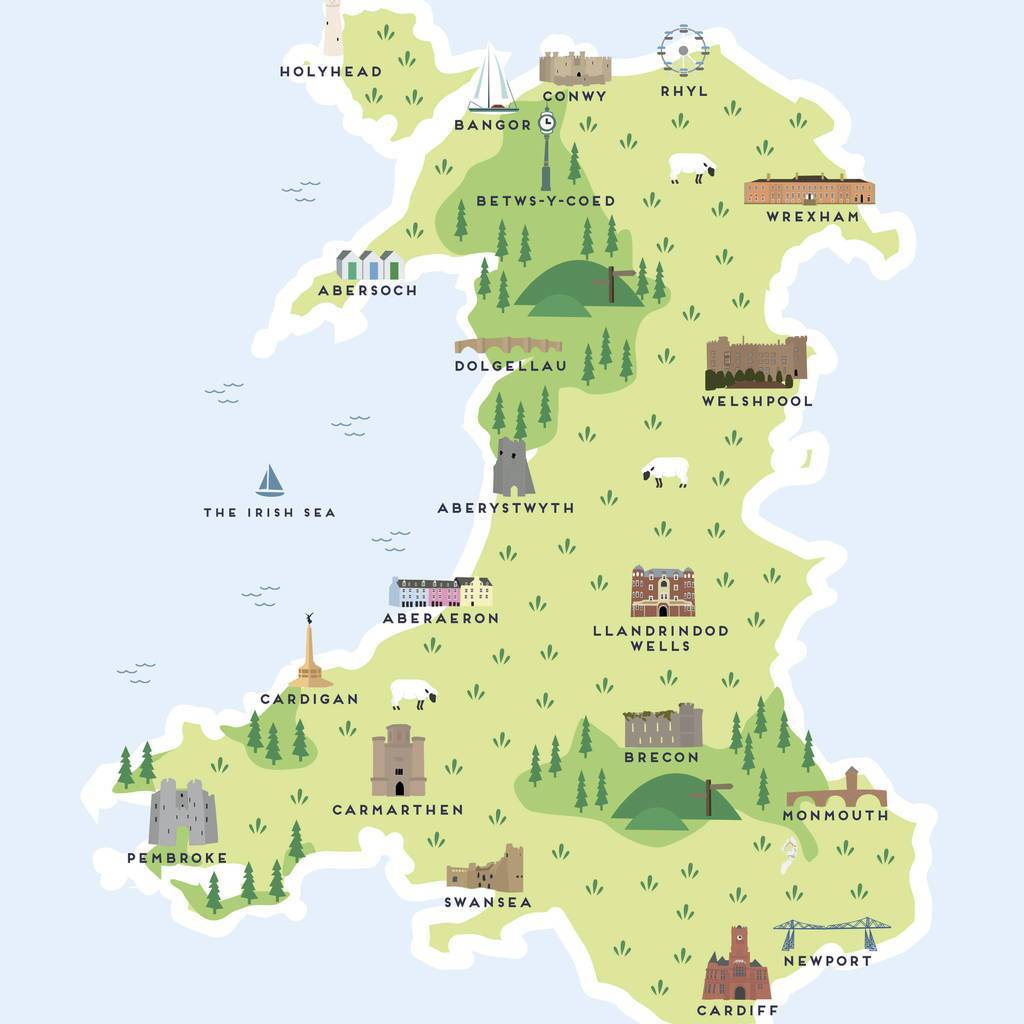 HOLYHEAD
CONWY
RHYL
BANGOR
BETWS-Y-COED
WREXHAM
ABERSOCH
DOLGELLAU
WELSHPOOL
ABERYSTWYTH
THE IRISH SEA
ABERAERON
LLANDRINDOD
WELLS
CARDIGAN
BRECON
CARMARTHEN
MONMOUTH
PEMBROKE
SWANSEA
NEWPORT
CARDIFF